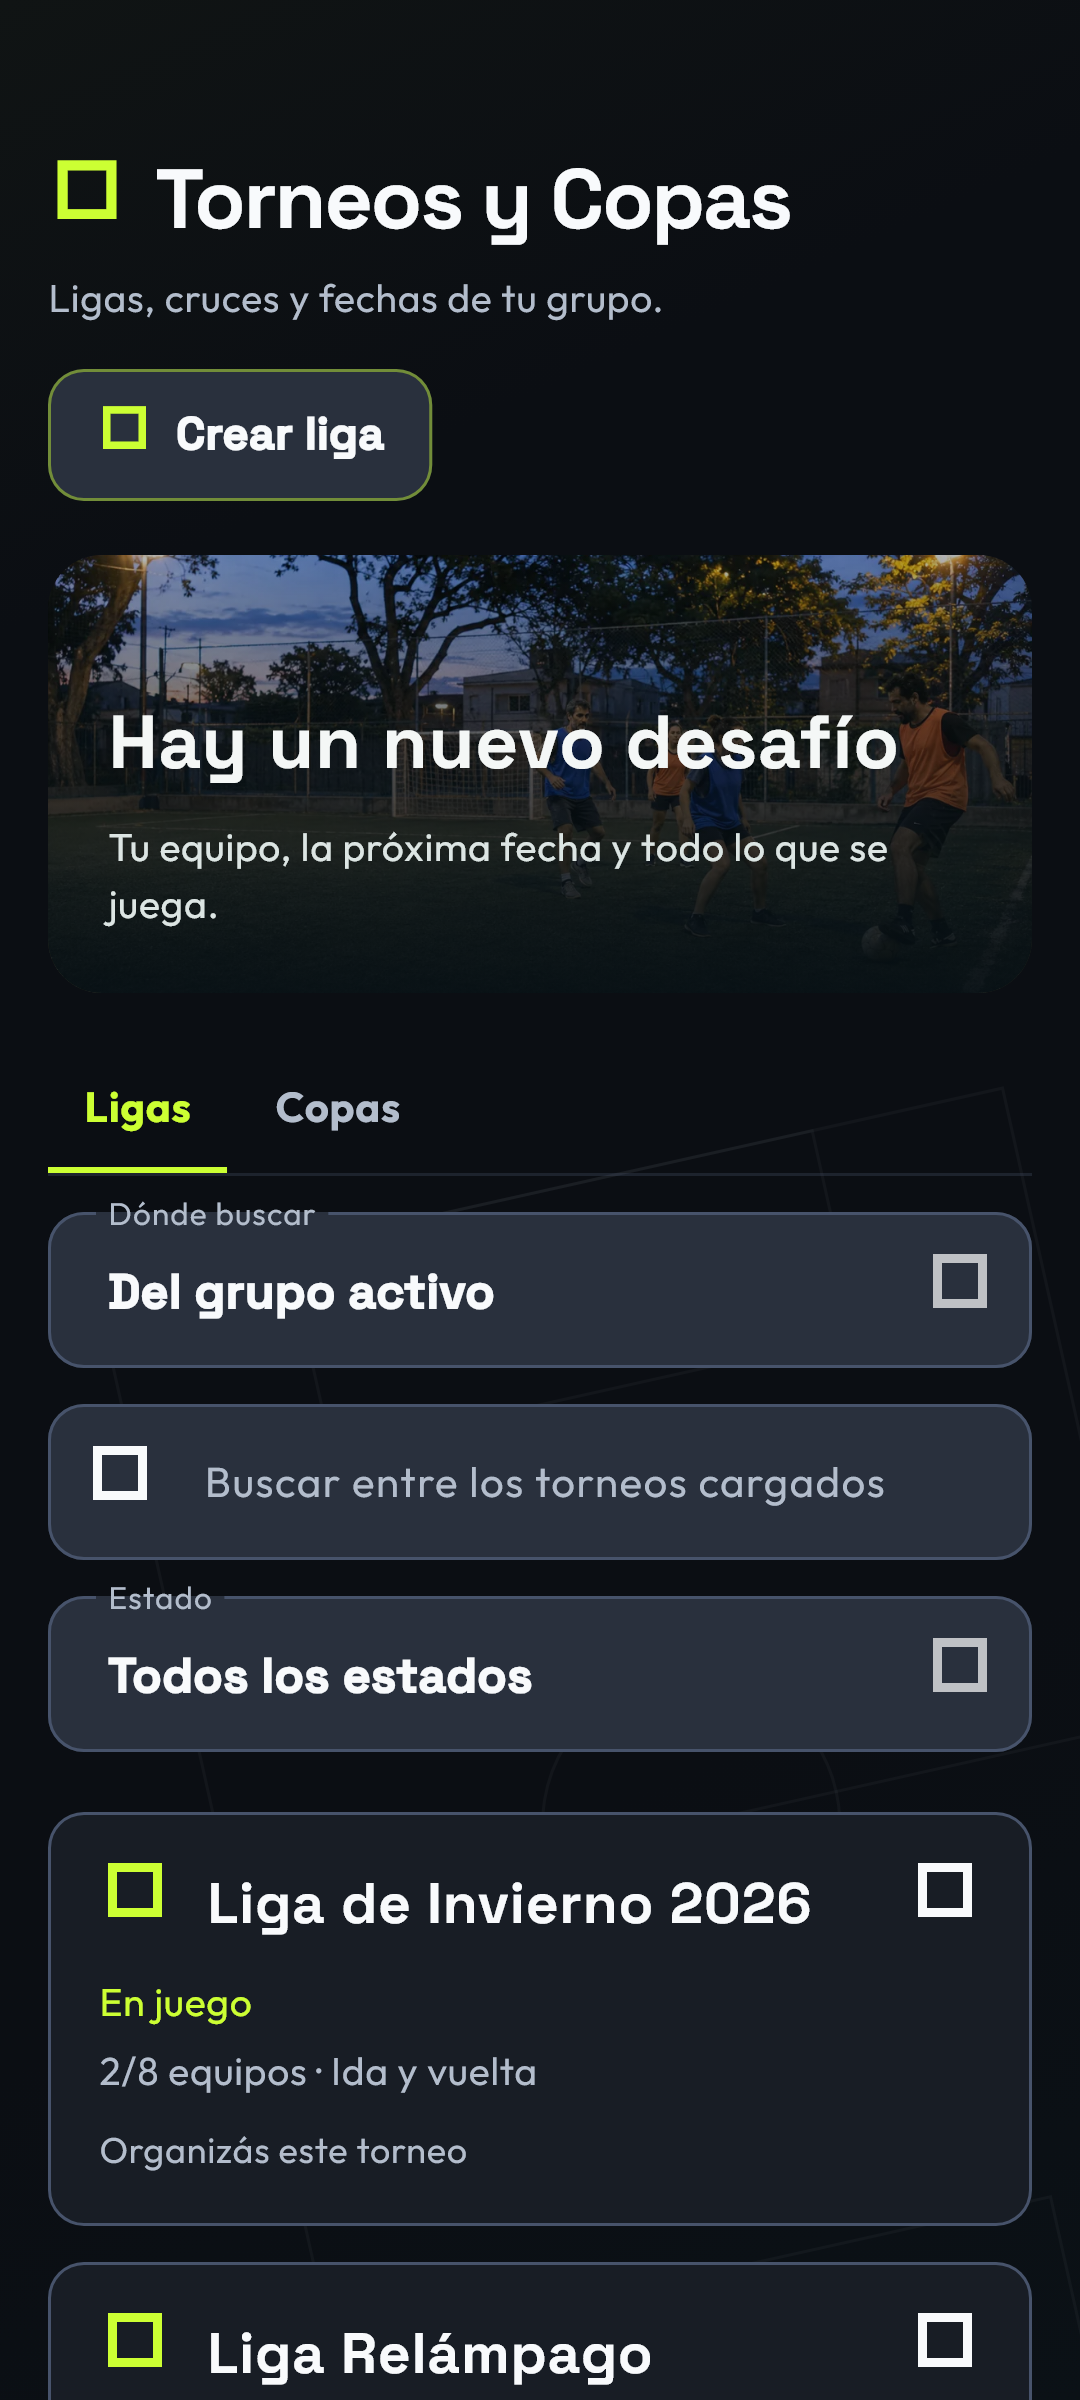 Torneos y Copas
Ligas, cruces y fechas de tu grupo.
Crear liga
Hay un nuevo desafío
Tu equipo, la próxima fecha y todo lo que se
juega.
Ligas Copas
Dónde buscar
Del grupo activo
Buscar entre los torneos cargados
Estado
Todos los estados
Liga de Invierno 2026
En juego
2/8 equipos · Ida y vuelta
Organizás este torneo
Liga Relámpago